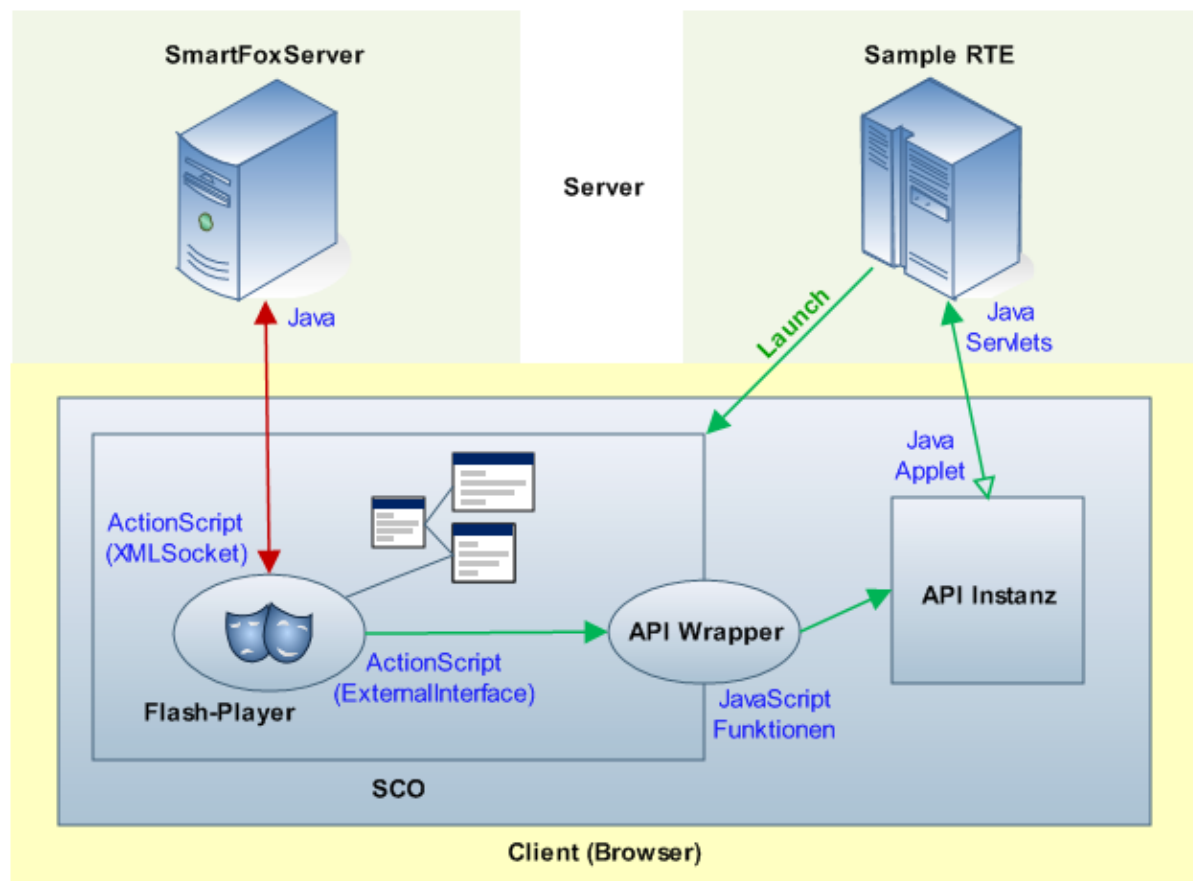 SmartFoxServer
Sample RTE
Server
Java
Launch
Java
Servlets
Java
Applet
ActionScript
(XMLSocket)
API Instanz
API Wrapper
ActionScript
(ExternalInterface)
Flash-Player
JavaScript
Funktionen
SCO
Client (Browser)